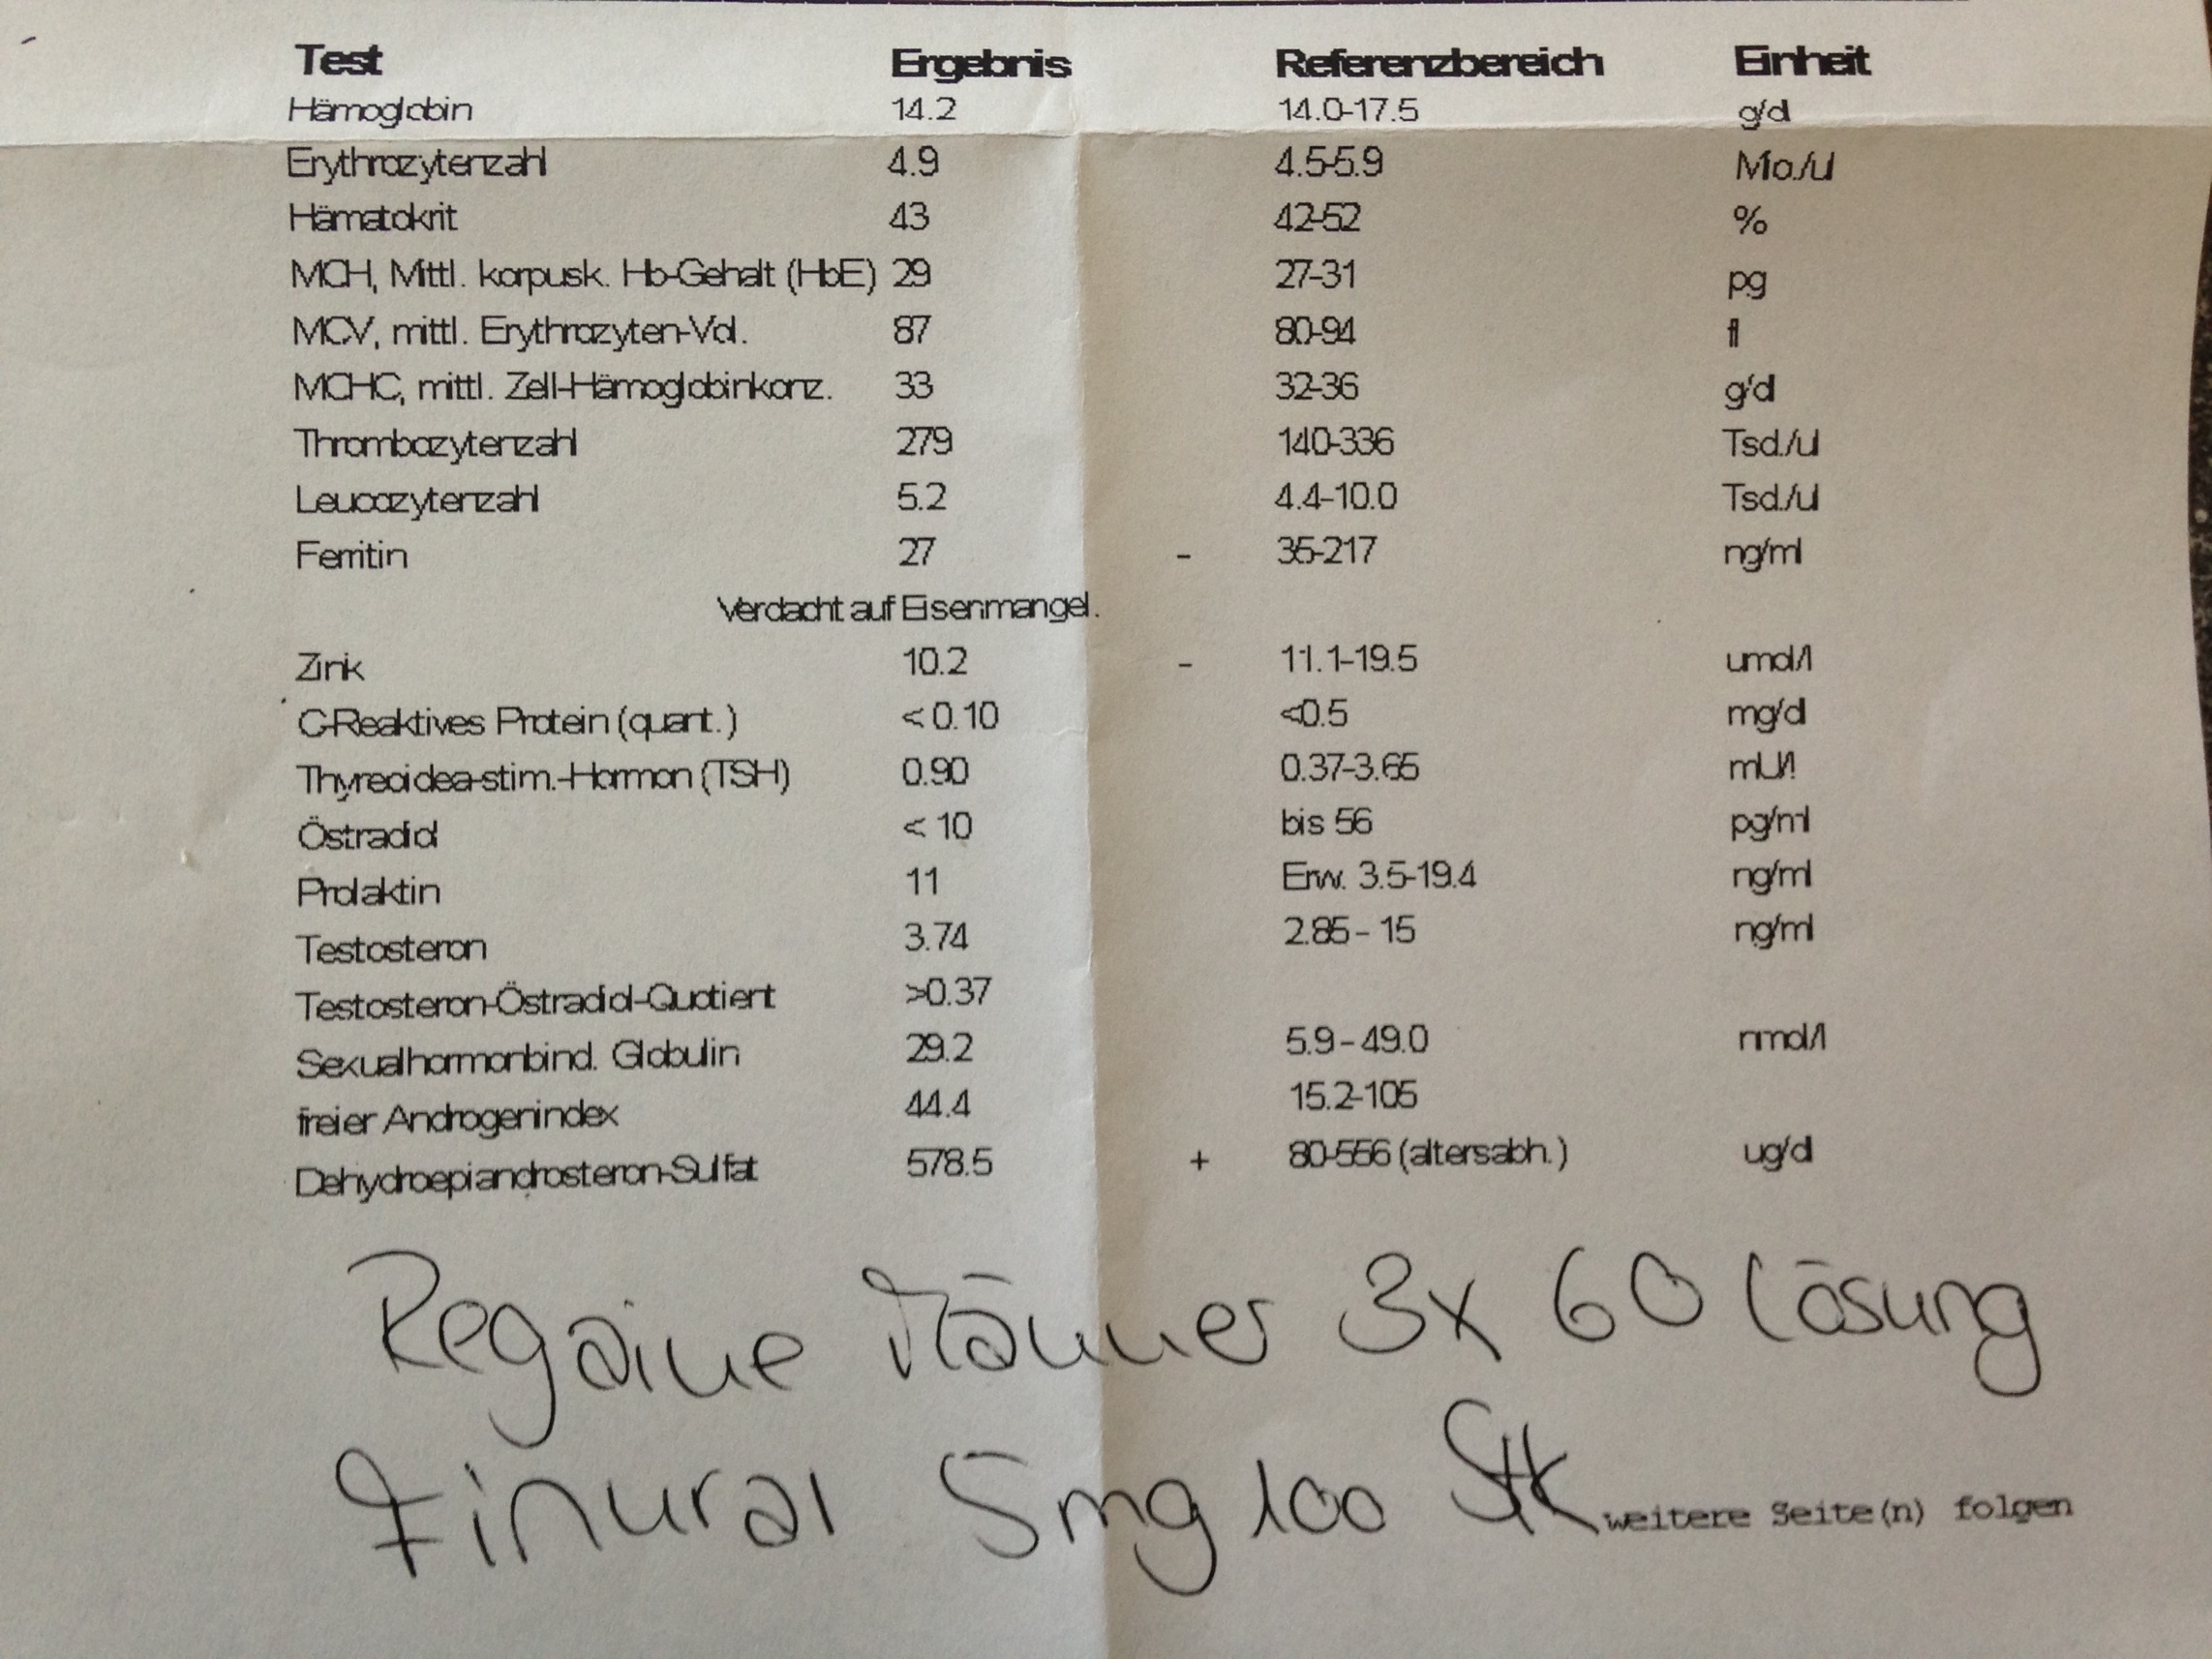 Test Ergebnis Referenzbereich Einheit
Hämoglobin 14.2 14.0-17.5 g/dl
Erythrozytenzahl 4.9 4.5-5.9 Mio./ul
Hämatokrit 43 42-52 %
MCH, Mittl. korpusk. Hb-Gehalt (HbE) 29 27-31 pg
MCV, mittl. Erythrozyten-Vol. 87 80-94 fl
MCHC, mittl. Zell-Hämoglobinkonz. 33 32-36 g/dl
Thrombozytenzahl 279 140-336 Tsd./ul
Leucozytenzahl 5.2 4.4-10.0 Tsd./ul
Ferritin 27 - 35-217 ng/ml
Verdacht auf Eisenmangel.
Zink 10.2 - 11.1-19.5 umol/l
C-Reaktives Protein (quant.) < 0.10 <0.5 mg/dl
Thyreoidea-stim.-Hormon (TSH) 0.90 0.37-3.65 mU/l
Östradiol < 10 bis 56 pg/ml
Prolaktin 11 Erw. 3.5-19.4 ng/ml
Testosteron 3.74 2.85 - 15 ng/ml
Testosteron-Östradiol-Quotient >0.37
Sexualhormonbind. Globulin 29.2 5.9 - 49.0 nmol/l
freier Androgenindex 44.4 15.2-105
Dehydroepiandrosteron-Sulfat 578.5 + 80-556 (altersabh.) ug/dl
Regaine Männer 3x 60 Lösung
Finural 5mg 100 Stk
weitere Seite(n) folgen